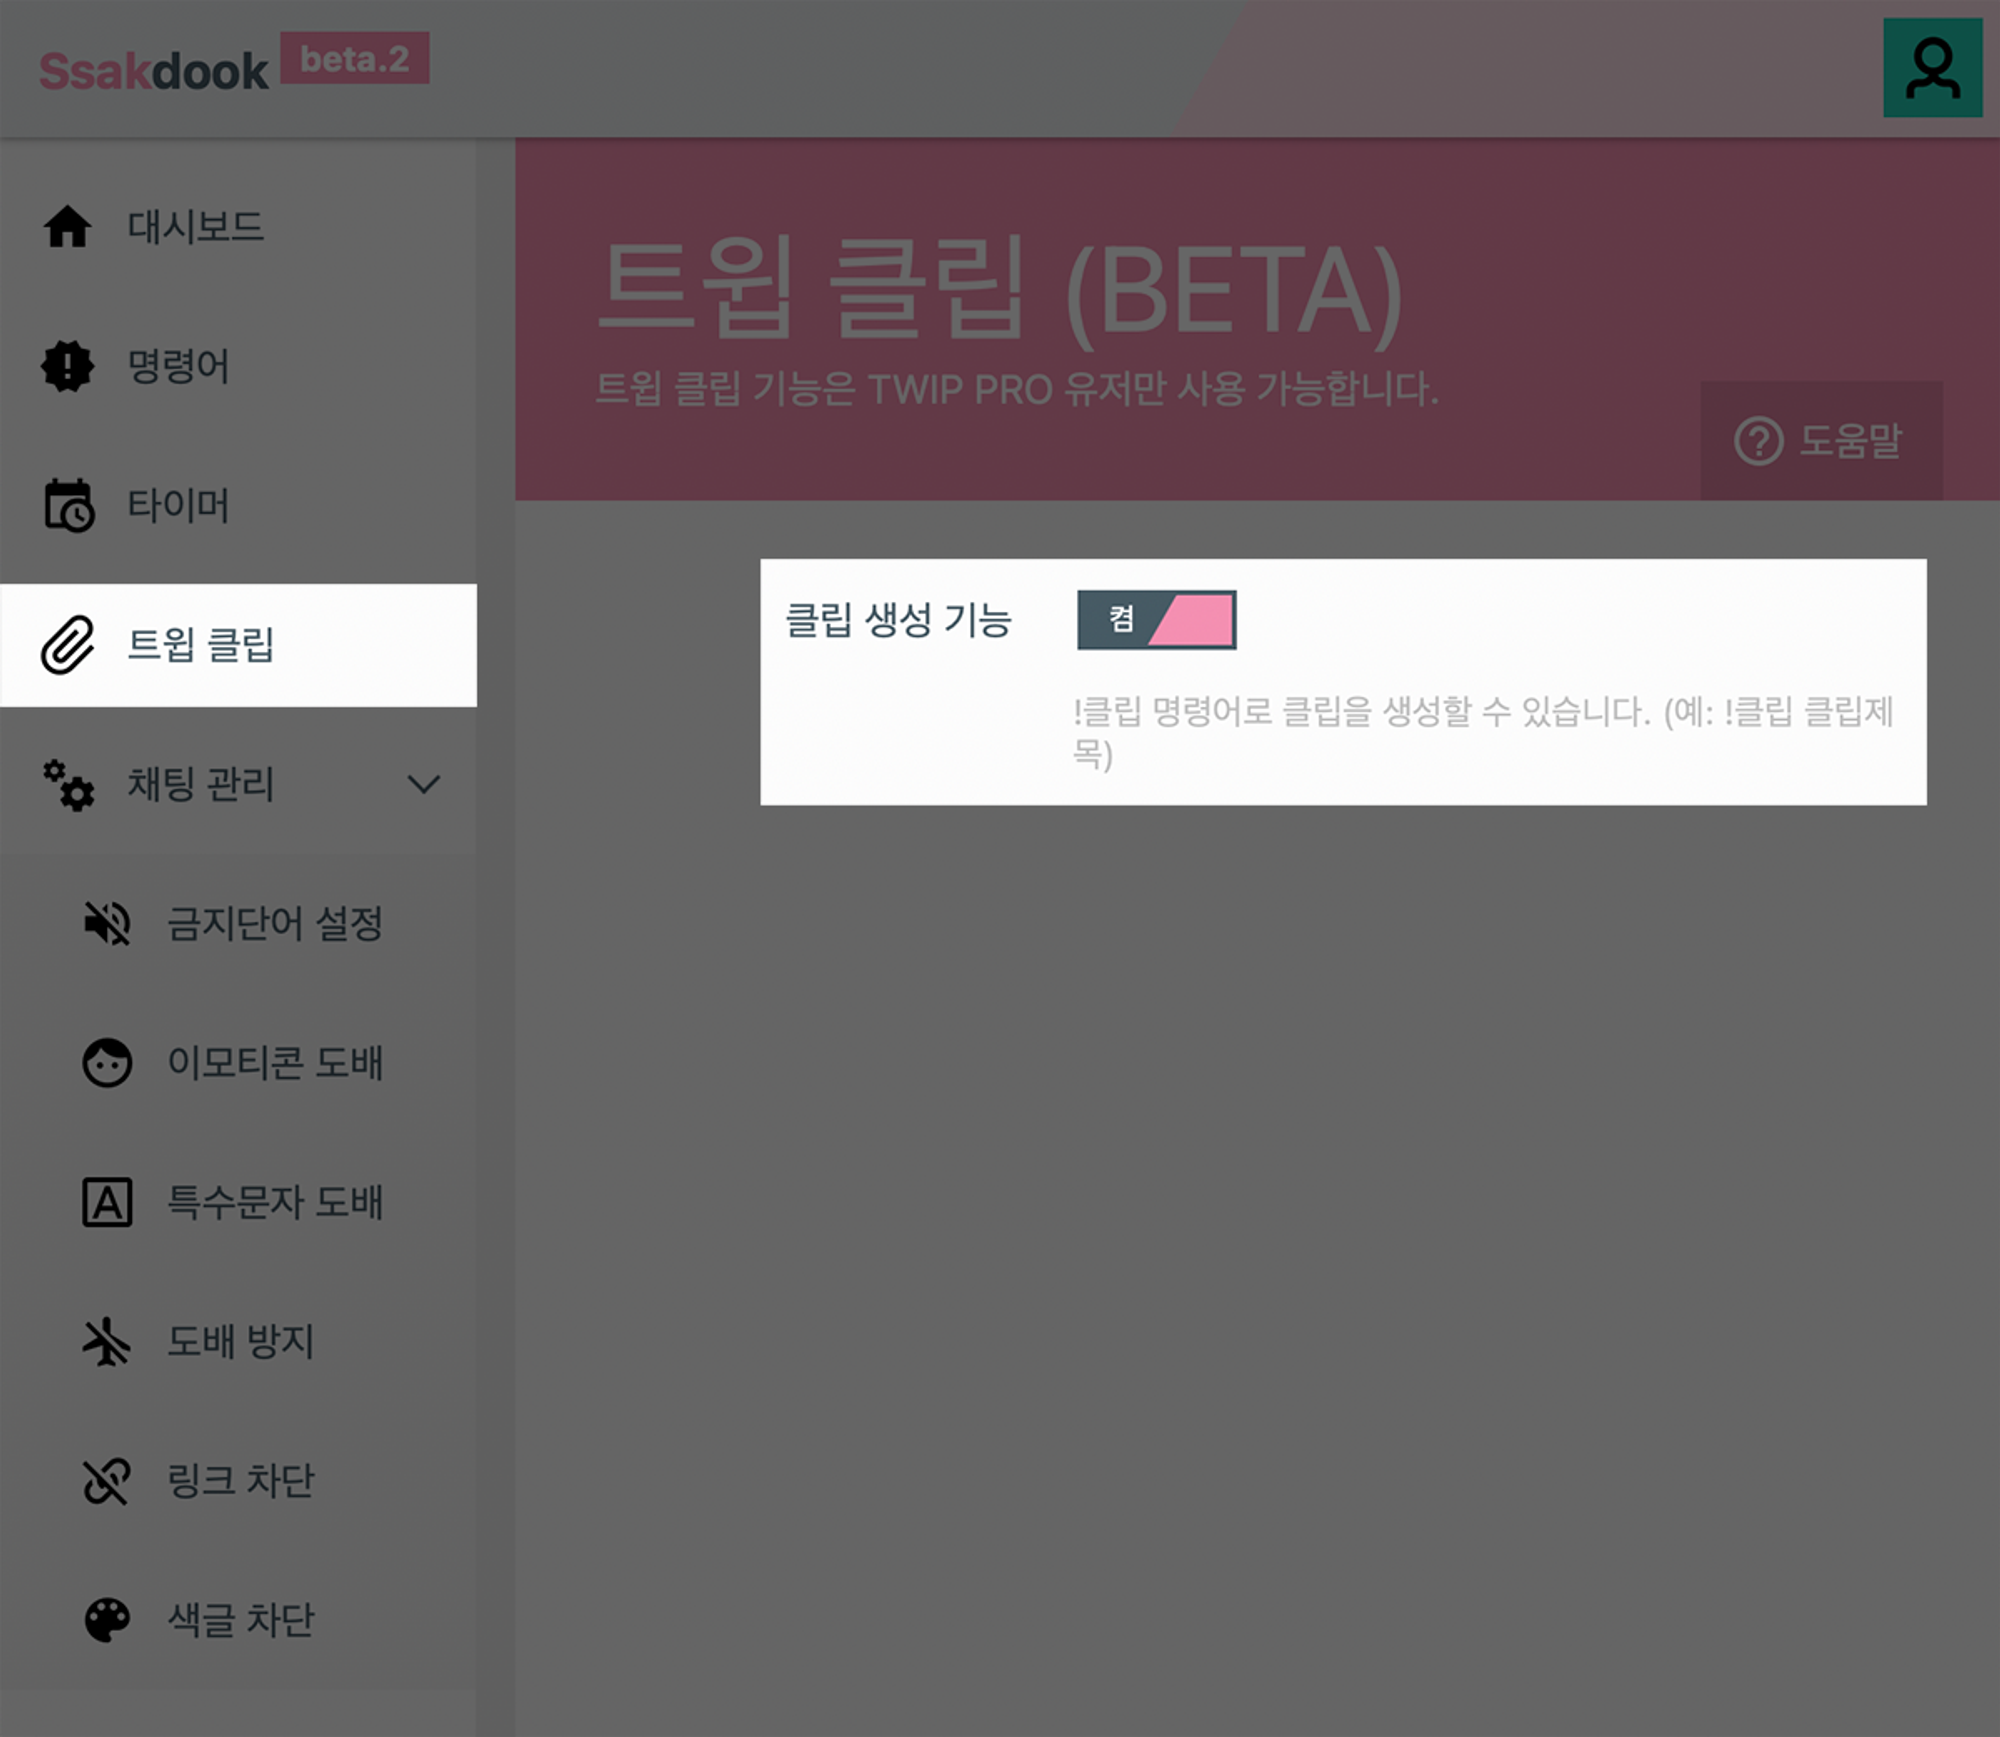 Ssakdook beta.2
대시보드
명령어
타이머
트윕 클립
채팅 관리
금지단어 설정
이모티콘 도배
특수문자 도배
도배 방지
링크 차단
색글 차단
트윕 클립 (BETA)
트윕 클립 기능은 TWIP PRO 유저만 사용 가능합니다.
도움말
클립 생성 기능 켬
!클립 명령어로 클립을 생성할 수 있습니다. (예: !클립 클립제
목)